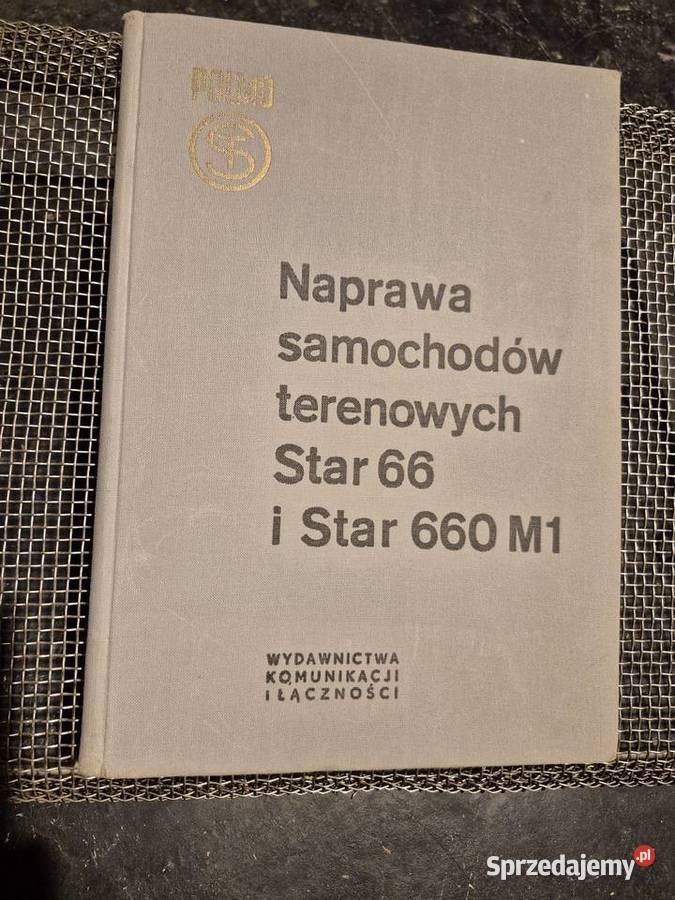 POLMO
Naprawa
samochodów
terenowych
Star 66
i Star 660 M1
WYDAWNICTWA
KOMUNIKACJI
I ŁĄCZNOŚCI
Sprzedajemy.pl